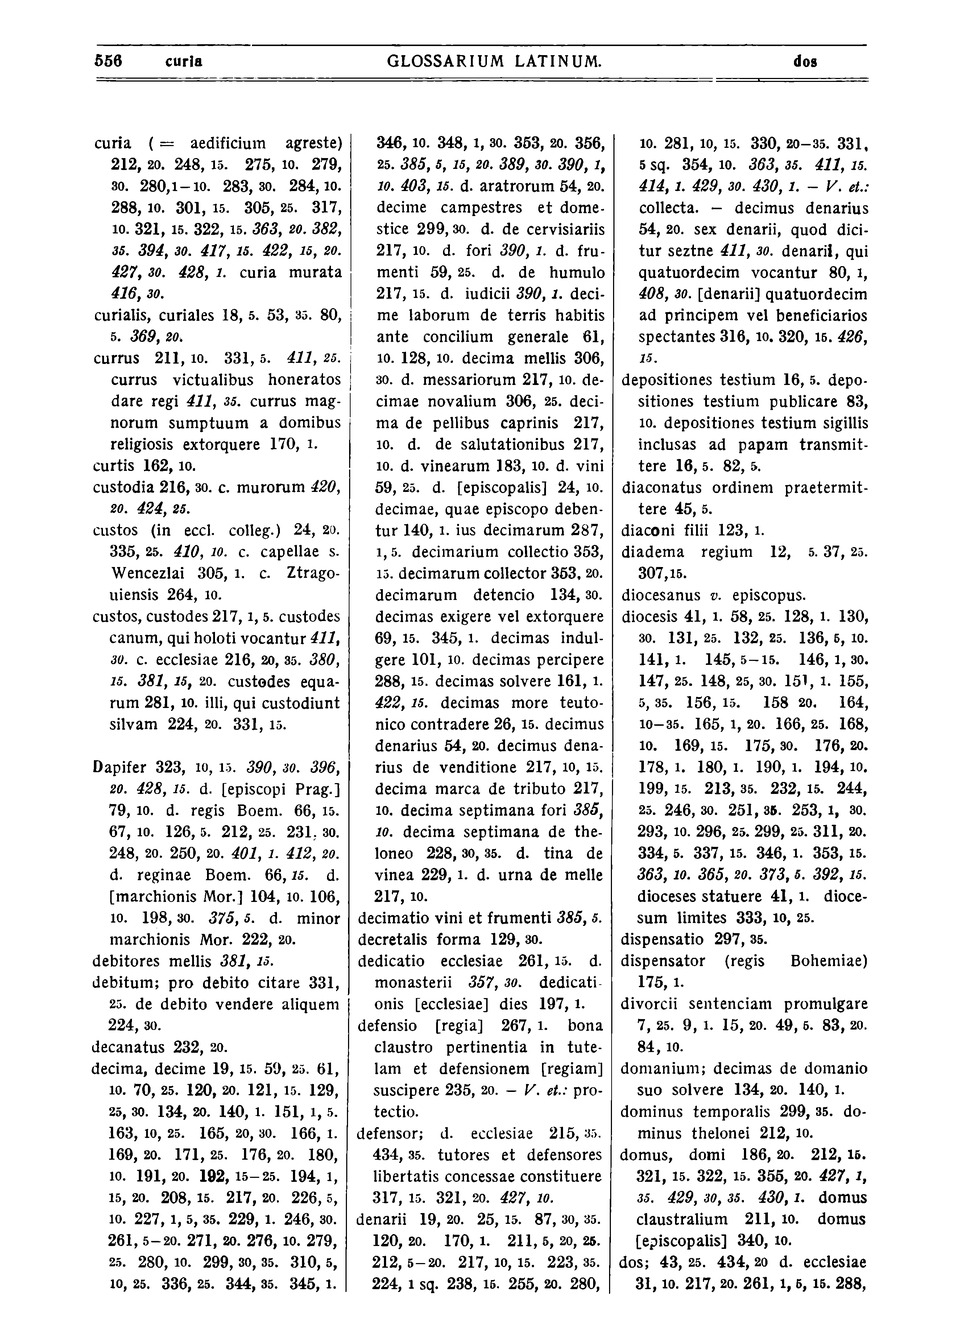 556 curia GLOSSARIUM LATINUM. dos
curia ( = aedificium agreste)
212, 20. 248, 15. 275, 10. 279,
30. 280,1–10. 283, 30. 284, 10.
288, 10. 301, 15. 305, 25. 317,
10. 321, 15. 322, 15. 363, 20. 382,
35. 394, 30. 417, 15. 422, 15, 20.
427, 30. 428, 1. curia murata
416, 30.
curialis, curiales 18, 5. 53, 35. 80,
5. 369, 20.
currus 211, 10. 331, 5. 411, 25.
currus victualibus honeratos
dare regi 411, 35. currus mag-
norum sumptuum a domibus
religiosis extorquere 170, 1.
curtis 162, 10.
custodia 216, 30. c. murorum 420,
20. 424, 25.
custos (in eccl. colleg.) 24, 20.
335, 25. 410, 10. c. capellae s.
Wencezlai 305, 1. c. Ztrago-
uiensis 264, 10.
custos, custodes 217, 1, 5. custodes
canum, qui holoti vocantur 411,
30. c. ecclesiae 216, 20, 35. 380,
15. 381, 15, 20. custodes equa-
rum 281, 10. illi, qui custodiunt
silvam 224, 20. 331, 15.
Dapifer 323, 10, 15. 390, 30. 396,
20. 428, 15. d. [episcopi Prag.]
79, 10. d. regis Boem. 66, 15.
67, 10. 126, 5. 212, 25. 231. 30.
248, 20. 250, 20. 401, 1. 412, 20.
d. reginae Boem. 66, 15. d.
[marchionis Mor.] 104, 10. 106,
10. 198, 30. 375, 5. d. minor
marchionis Mor. 222, 20.
debitores mellis 381, 15.
debitum; pro debito citare 331,
25. de debito vendere aliquem
224, 30.
decanatus 232, 20.
decima, decime 19, 15. 59, 25. 61,
10. 70, 25. 120, 20. 121, 15. 129,
25, 30. 134, 20. 140, 1. 151, 1, 5.
163, 10, 25. 165, 20, 30. 166, 1.
169, 20. 171, 25. 176, 20. 180,
10. 191, 20. 192, 15–25. 194, 1,
15, 20. 208, 15. 217, 20. 226, 5,
10. 227, 1, 5, 35. 229, 1. 246, 30.
261, 5–20. 271, 20. 276, 10. 279,
25. 280, 10. 299, 30, 35. 310, 5,
10, 25. 336, 25. 344, 35. 345, 1.
346, 10. 348, 1, 30. 353, 20. 356,
25. 385, 5, 15, 20. 389, 30. 390, 1,
10. 403, 15. d. aratrorum 54, 20.
decime campestres et dome-
stice 299, 30. d. de cervisiariis
217, 10. d. fori 390, 1. d. fru-
menti 59, 25. d. de humulo
217, 15. d. iudicii 390, 1. deci-
me laborum de terris habitis
ante concilium generale 61,
10. 128, 10. decima mellis 306,
30. d. messariorum 217, 10. de-
cimae novalium 306, 25. deci-
ma de pellibus caprinis 217,
10. d. de salutationibus 217,
10. d. vinearum 183, 10. d. vini
59, 25. d. [episcopalis] 24, 10.
decimae, quae episcopo deben-
tur 140, 1. ius decimarum 287,
1, 5. decimarium collectio 353,
15. decimarum collector 353, 20.
decimarum detencio 134, 30.
decimas exigere vel extorquere
69, 15. 345, 1. decimas indul-
gere 101, 10. decimas percipere
288, 15. decimas solvere 161, 1.
422, 15. decimas more teuto-
nico contradere 26, 15. decimus
denarius 54, 20. decimus dena-
rius de venditione 217, 10, 15.
decima marca de tributo 217,
10. decima septimana fori 385,
10. decima septimana de the-
loneo 228, 30, 35. d. tina de
vinea 229, 1. d. urna de melle
217, 10.
decimatio vini et frumenti 385, 5.
decretalis forma 129, 30.
dedicatio ecclesiae 261, 15. d.
monasterii 357, 30. dedicati-
onis [ecclesiae] dies 197, 1.
defensio [regia] 267, 1. bona
claustro pertinentia in tute-
lam et defensionem [regiam]
suscipere 235, 20. – V. et.: pro-
tectio.
defensor; d. ecclesiae 215, 35.
434, 35. tutores et defensores
libertatis concessae constituere
317, 15. 321, 20. 427, 10.
denarii 19, 20. 25, 15. 87, 30, 35.
120, 20. 170, 1. 211, 5, 20, 25.
212, 5–20. 217, 10, 15. 223, 35.
224, 1 sq. 238, 15. 255, 20. 280,
10. 281, 10, 15. 330, 20–35. 331,
5 sq. 354, 10. 363, 35. 411, 15.
414, 1. 429, 30. 430, 1. – V. et.:
collecta. – decimus denarius
54, 20. sex denarii, quod dici-
tur seztne 411, 30. denarii, qui
quatuordecim vocantur 80, 1,
408, 30. [denarii] quatuordecim
ad principem vel beneficiarios
spectantes 316, 10. 320, 15. 426,
15.
depositiones testium 16, 5. depo-
sitiones testium publicare 83,
10. depositiones testium sigillis
inclusas ad papam transmit-
tere 16, 5. 82, 5.
diaconatus ordinem praetermit-
tere 45, 5.
diaconi filii 123, 1.
diadema regium 12, 5. 37, 25.
307,15.
diocesanus v. episcopus.
diocesis 41, 1. 58, 25. 128, 1. 130,
30. 131, 25. 132, 25. 136, 5, 10.
141, 1. 145, 5–15. 146, 1, 30.
147, 25. 148, 25, 30. 151, 1. 155,
5, 35. 156, 15. 158 20. 164,
10–35. 165, 1, 20. 166, 25. 168,
10. 169, 15. 175, 30. 176, 20.
178, 1. 180, 1. 190, 1. 194, 10.
199, 15. 213, 35. 232, 15. 244,
25. 246, 30. 251, 35. 253, 1, 30.
293, 10. 296, 25. 299, 25. 311, 20.
334, 5. 337, 15. 346, 1. 353, 15.
363, 10. 365, 20. 373, 5. 392, 15.
dioceses statuere 41, 1. dioce-
sum limites 333, 10, 25.
dispensatio 297, 35.
dispensator (regis Bohemiae)
175, 1.
divorcii sentenciam promulgare
7, 25. 9, 1. 15, 20. 49, 5. 83, 20.
84, 10.
domanium; decimas de domanio
suo solvere 134, 20. 140, 1.
dominus temporalis 299, 35. do-
minus thelonei 212, 10.
domus, domi 186, 20. 212, 15.
321, 15. 322, 15. 355, 20. 427, 1,
35. 429, 30, 35. 430, 1. domus
claustralium 211, 10. domus
[episcopalis] 340, 10.
dos; 43, 25. 434, 20 d. ecclesiae
31, 10. 217, 20. 261, 1, 5, 15. 288,